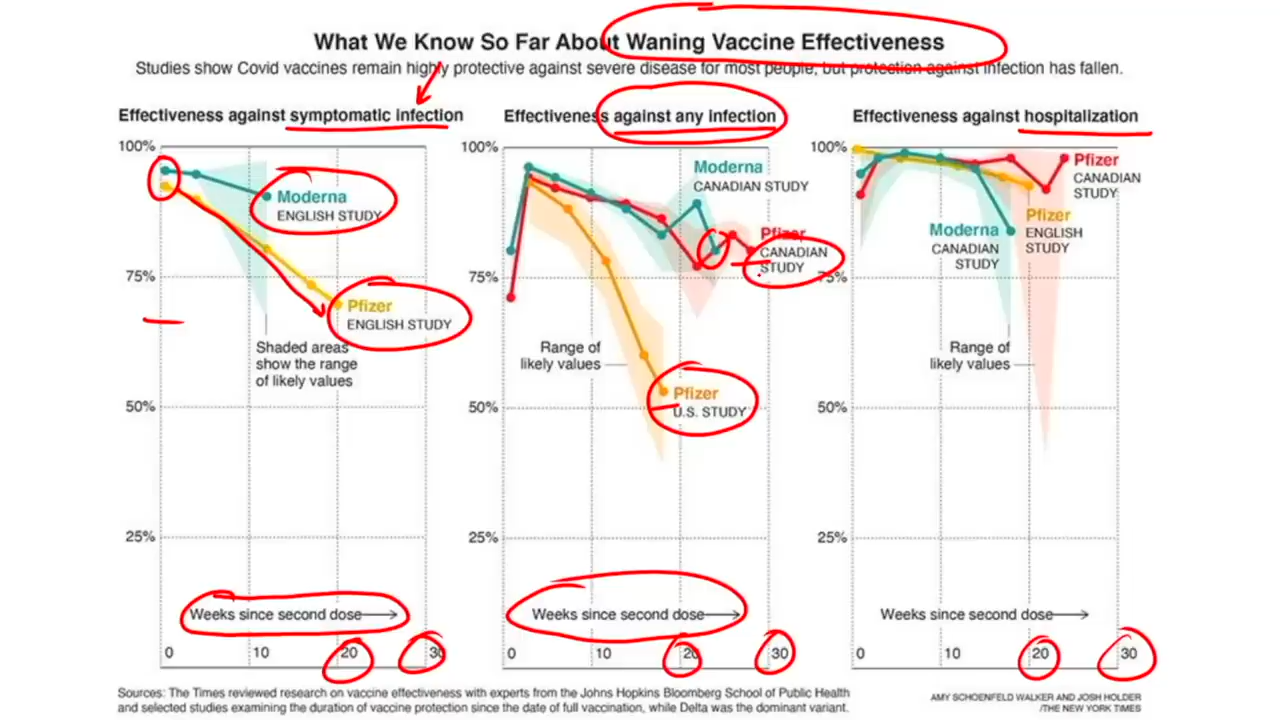 What We Know So Far About Waning Vaccine Effectiveness
Studies show Covid vaccines remain highly protective against severe disease for most people, but protection against infection has fallen.
Effectiveness against symptomatic infection
100%
Moderna
ENGLISH STUDY
75%
Pfizer
ENGLISH STUDY
Shaded areas
show the range
of likely values
50%
25%
Weeks since second dose
0 10 20 30
Effectiveness against any infection
100%
Moderna
CANADIAN STUDY
Pfizer
CANADIAN
STUDY
75%
Range of
likely values
Pfizer
U.S. STUDY
50%
25%
Weeks since second dose
0 10 20 30
Effectiveness against hospitalization
100%
Pfizer
CANADIAN
STUDY
Pfizer
ENGLISH
STUDY
Moderna
CANADIAN
STUDY
75%
Range of
likely values
50%
25%
Weeks since second dose
0 10 20 30
Sources: The Times reviewed research on vaccine effectiveness with experts from the Johns Hopkins Bloomberg School of Public Health
and selected studies examining the duration of vaccine protection since the date of full vaccination, while Delta was the dominant variant.
AMY SCHOENFELD WALKER AND JOSH HOLDER
/THE NEW YORK TIMES